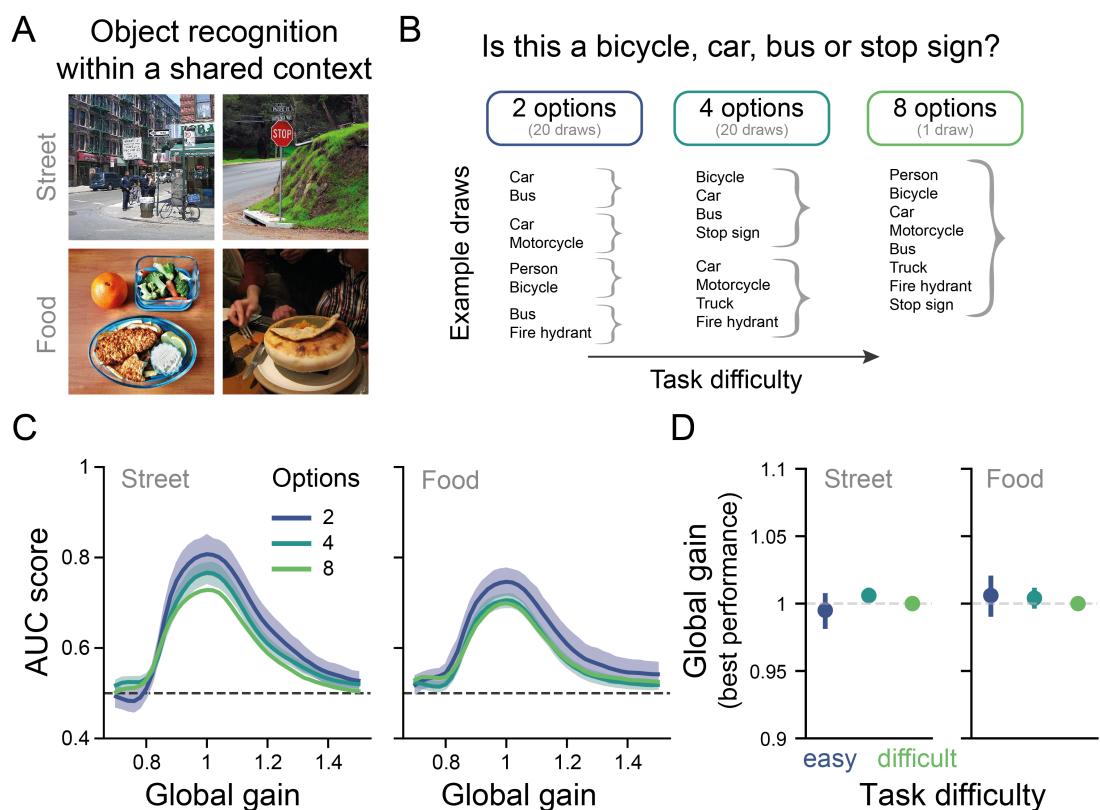 A
Object recognition
within a shared context
Street
STOP
Food
B
Is this a bicycle, car, bus or stop sign?
2 options
(20 draws)
4 options
(20 draws)
8 options
(1 draw)
Example draws
Car
Bus
Car
Motorcycle
Person
Bicycle
Bus
Fire hydrant
Bicycle
Car
Bus
Stop sign
Car
Motorcycle
Truck
Fire hydrant
Person
Bicycle
Car
Motorcycle
Bus
Truck
Fire hydrant
Stop sign
Task difficulty
C
AUC score
1
0.8
0.6
0.4
Street
Options
2
4
8
0.8
1
1.2
1.4
Global gain
Food
0.8
1
1.2
1.4
Global gain
D
Global gain
(best performance)
1.1
1.05
1
0.95
0.9
Street
Food
easy
difficult
Task difficulty